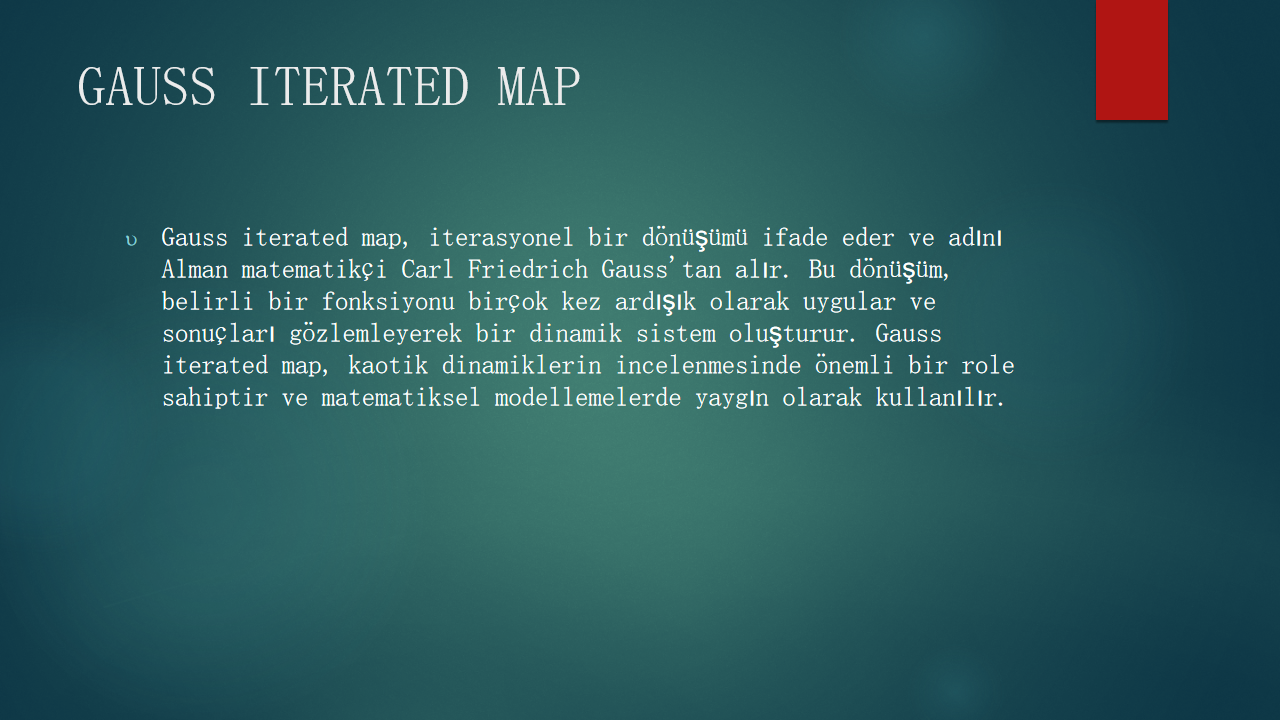 GAUSS ITERATED MAP
Gauss iterated map, iterasyonel bir dönüşümü ifade eder ve adını
Alman matematikçi Carl Friedrich Gauss'tan alır. Bu dönüşüm,
belirli bir fonksiyonu birçok kez ardışık olarak uygular ve
sonuçları gözlemleyerek bir dinamik sistem oluşturur. Gauss
iterated map, kaotik dinamiklerin incelenmesinde önemli bir role
sahiptir ve matematiksel modellemelerde yaygın olarak kullanılır.